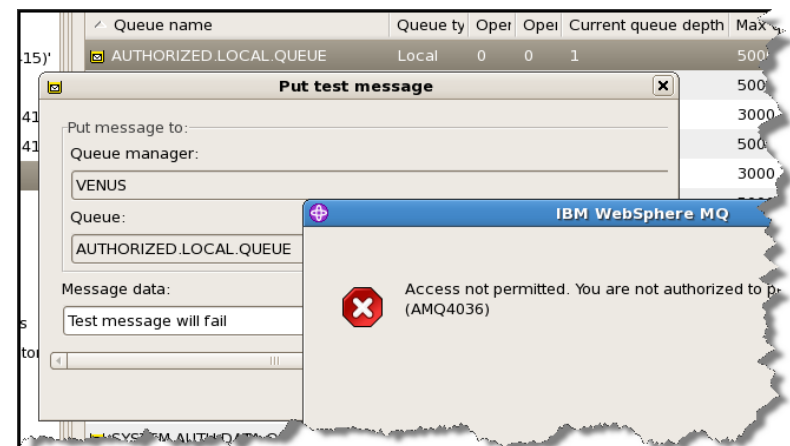 Queue name Queue ty Oper Oper Current queue depth Max
15)' AUTHORIZED.LOCAL.QUEUE Local 0 0 1 500
Put test message 500
41 Put message to: 3000
41 Queue manager: 500
VENUS 3000
Queue: IBM WebSphere MQ
AUTHORIZED.LOCAL.QUEUE
Message data: Access not permitted. You are not authorized to
s Test message will fail (AMQ4036)
tor